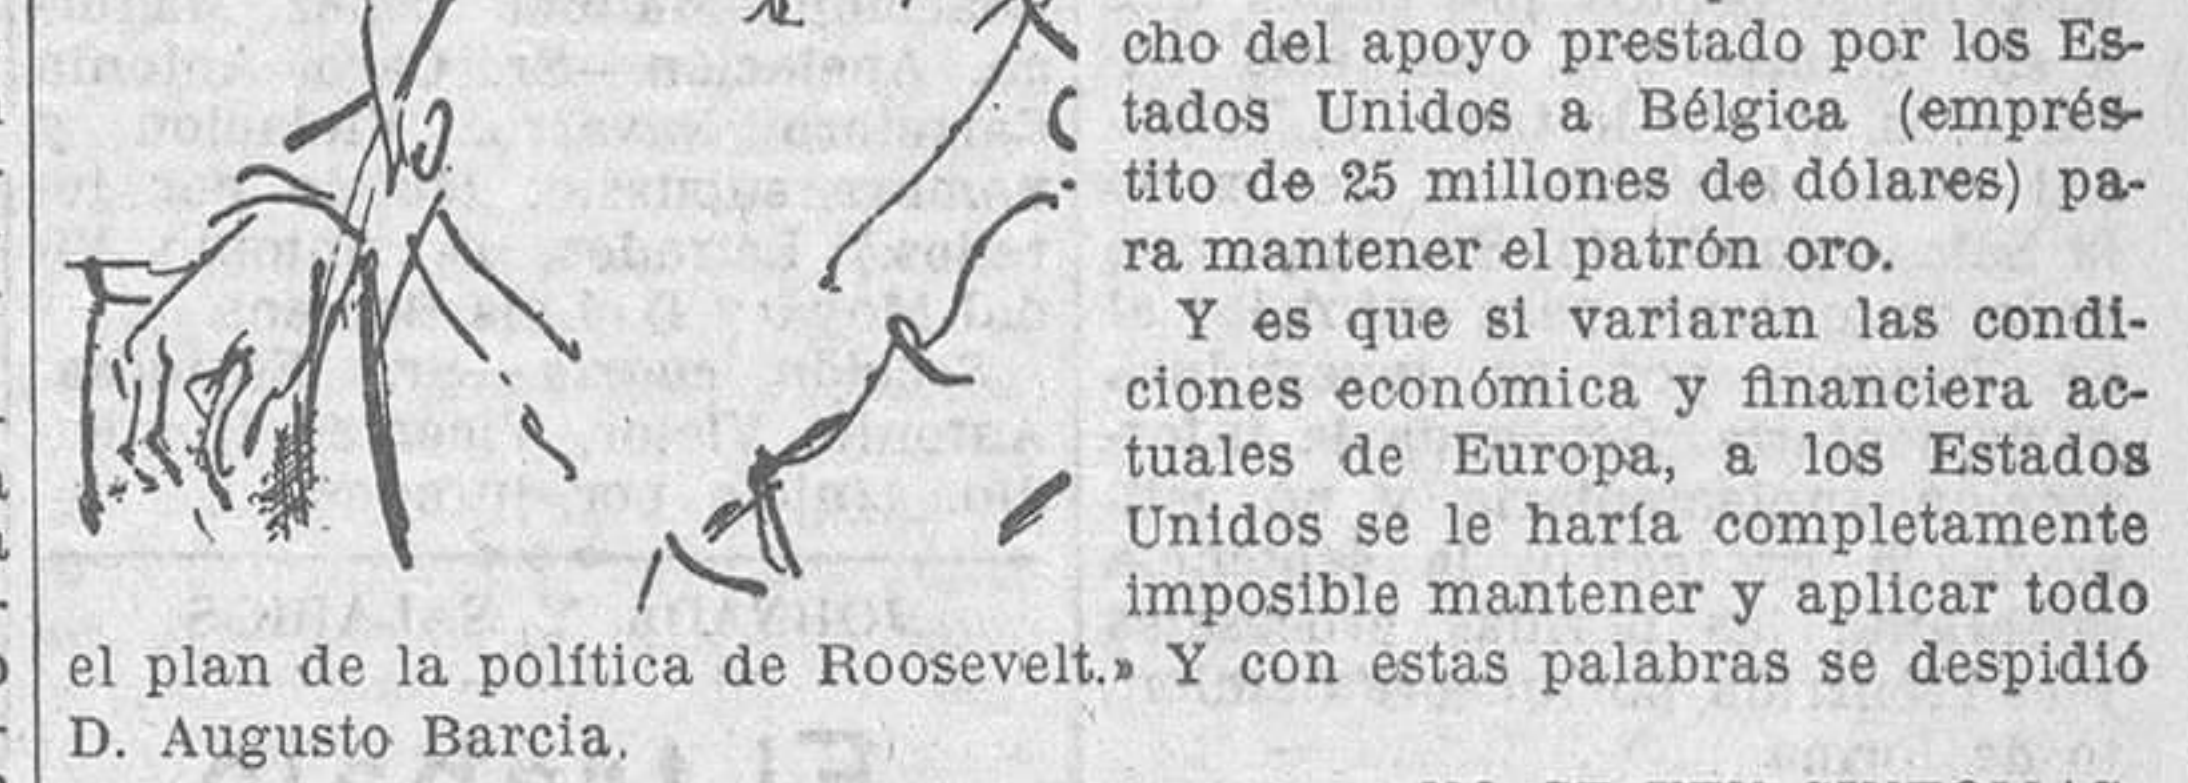 cho del apoyo prestado por los Es-
tados Unidos a Bélgica (emprés-
tito de 25 millones de dólares) pa-
ra mantener el patrón oro.
Y es que si variaran las condi-
ciones económica y financiera ac-
tuales de Europa, a los Estados
Unidos se le haría completamente
imposible mantener y aplicar todo
el plan de la política de Roosevelt.» Y con estas palabras se despidió
D. Augusto Barcia.